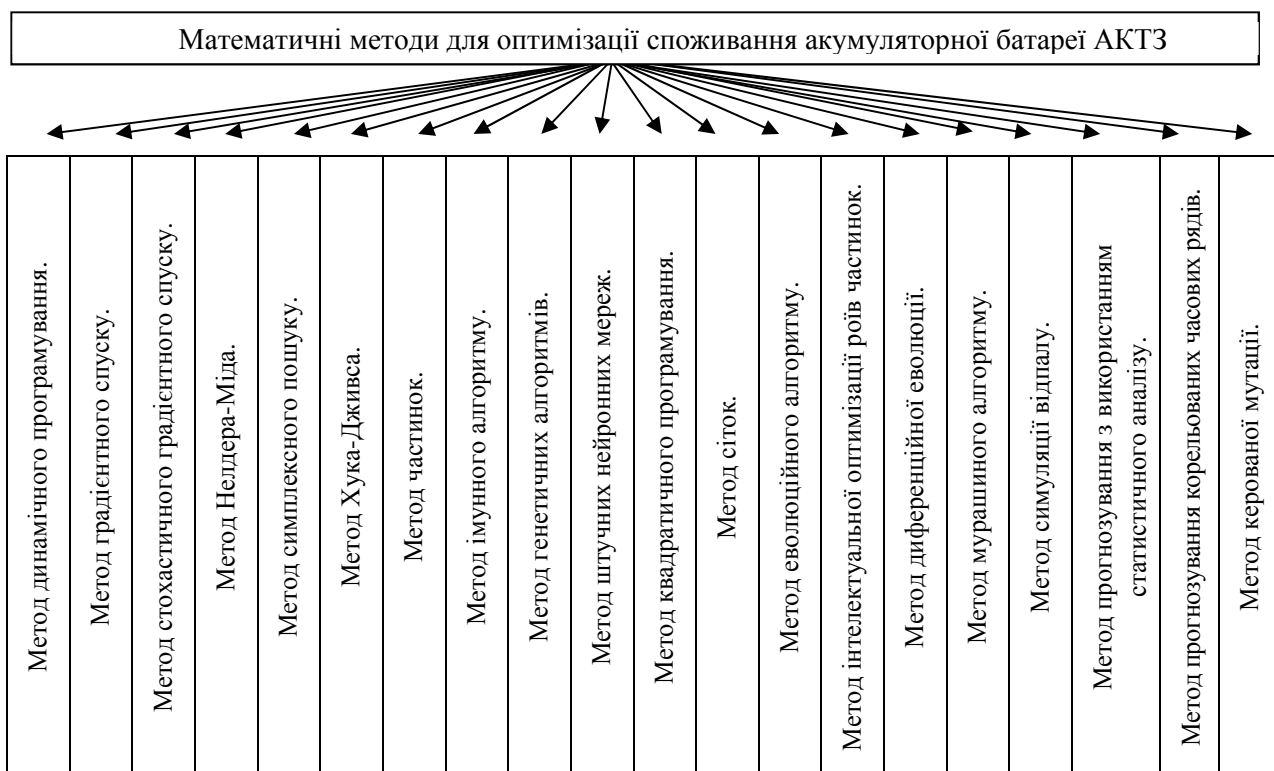 Математичні методи для оптимізації споживання акумуляторної батареї АКТЗ
Метод динамічного програмування.
Метод градієнтного спуску.
Метод стохастичного градієнтного спуску.
Метод Нелдера-Міда.
Метод симплексного пошуку.
Метод Хука-Дживса.
Метод частинок.
Метод імунного алгоритму.
Метод генетичних алгоритмів.
Метод штучних нейронних мереж.
Метод квадратичного програмування.
Метод сіток.
Метод еволюційного алгоритму.
Метод інтелектуальної оптимізації роїв частинок.
Метод диференційної еволюції.
Метод мурашиного алгоритму.
Метод симуляції відпалу.
Метод прогнозування з використанням
статистичного аналізу.
Метод прогнозування корельованих часових рядів.
Метод керованої мутації.